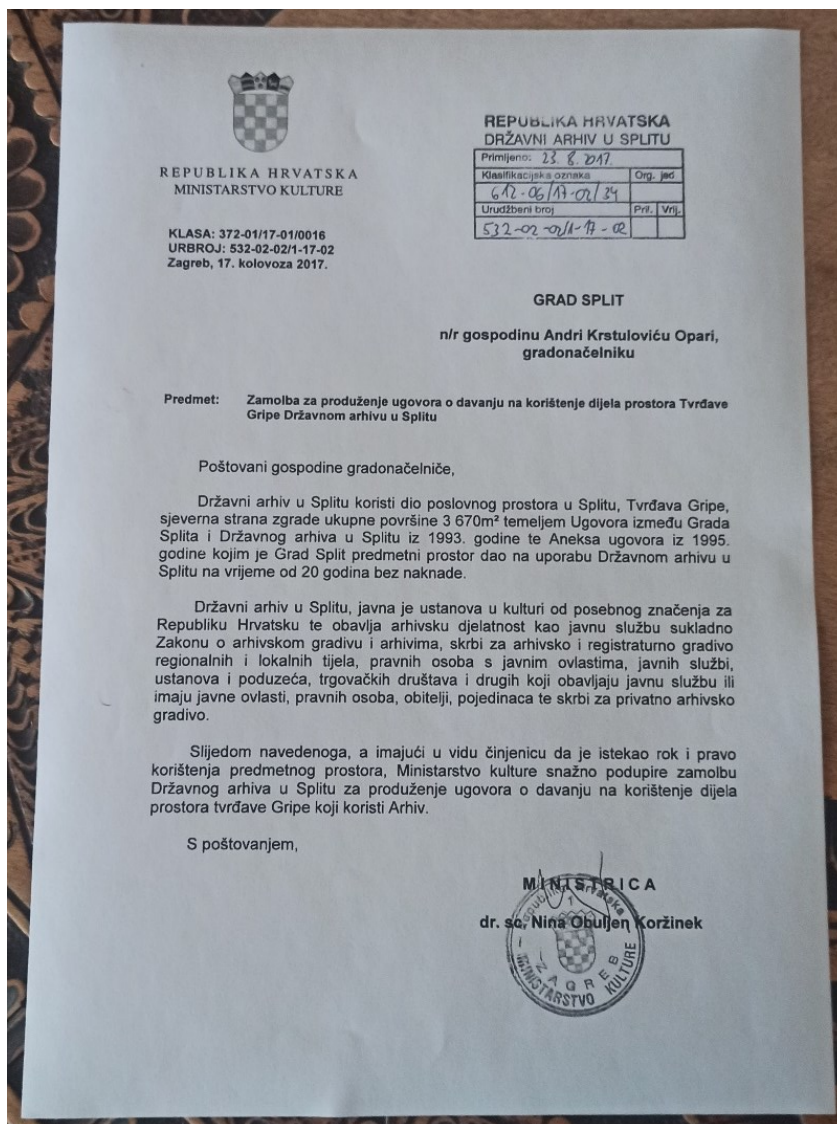 REPUBLIKA HRVATSKA
MINISTARSTVO KULTURE
KLASA: 372-01/17-01/0016
URBROJ: 532-02-02/1-17-02
Zagreb, 17. kolovoza 2017.
REPUBLIKA HRVATSKA
DRŽAVNI ARHIV U SPLITU
Primljeno: 23. 8. 2017.
Klasifikacijska oznaka Org. jed.
612-06/17-02/34
Urudžbeni broj Pril. Vrij.
532-02-02/1-17-02
GRAD SPLIT
n/r gospodinu Andri Krstuloviću Opari,
gradonačelniku
Predmet: Zamolba za produženje ugovora o davanju na korištenje dijela prostora Tvrđave
Gripe Državnom arhivu u Splitu
Poštovani gospodine gradonačelniče,
Državni arhiv u Splitu koristi dio poslovnog prostora u Splitu, Tvrđava Gripe,
sjeverna strana zgrade ukupne površine 3 670m² temeljem Ugovora između Grada
Splita i Državnog arhiva u Splitu iz 1993. godine te Aneksa ugovora iz 1995.
godine kojim je Grad Split predmetni prostor dao na uporabu Državnom arhivu u
Splitu na vrijeme od 20 godina bez naknade.
Državni arhiv u Splitu, javna je ustanova u kulturi od posebnog značenja za
Republiku Hrvatsku te obavlja arhivsku djelatnost kao javnu službu sukladno
Zakonu o arhivskom gradivu i arhivima, skrbi za arhivsko i registraturno gradivo
regionalnih i lokalnih tijela, pravnih osoba s javnim ovlastima, javnih službi,
ustanova i poduzeća, trgovačkih društava i drugih koji obavljaju javnu službu ili
imaju javne ovlasti, pravnih osoba, obitelji, pojedinaca te skrbi za privatno arhivsko
gradivo.
Slijedom navedenoga, a imajući u vidu činjenicu da je istekao rok i pravo
korištenja predmetnog prostora, Ministarstvo kulture snažno podupire zamolbu
Državnog arhiva u Splitu za produženje ugovora o davanju na korištenje dijela
prostora tvrđave Gripe koji koristi Arhiv.
S poštovanjem,
MINISTRICA
dr. sc. Nina Obuljen Koržinek
Republika Hrvatska
1
ZAGREB
MINISTARSTVO KULTURE